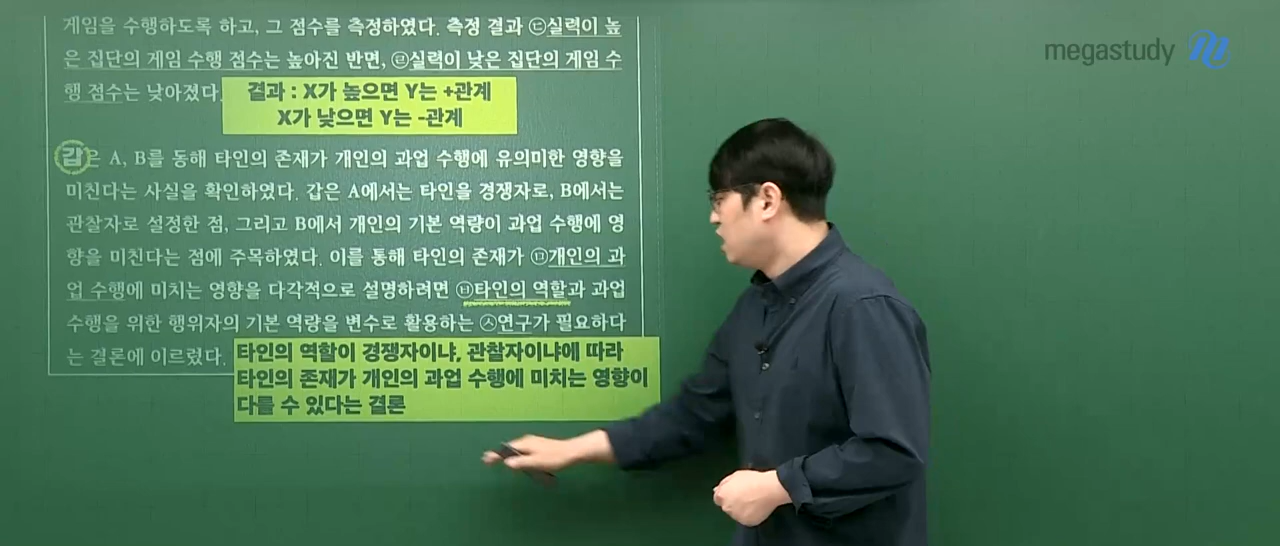 게임을 수행하도록 하고, 그 점수를 측정하였다. 측정 결과 ㉢실력이 높
은 집단의 게임 수행 점수는 높아진 반면, ㉣실력이 낮은 집단의 게임 수
행 점수는 낮아졌다.
결과 : X가 높으면 Y는 +관계
X가 낮으면 Y는 -관계
갑은 A, B를 통해 타인의 존재가 개인의 과업 수행에 유의미한 영향을
미친다는 사실을 확인하였다. 갑은 A에서는 타인을 경쟁자로, B에서는
관찰자로 설정한 점, 그리고 B에서 개인의 기본 역량이 과업 수행에 영
향을 미친다는 점에 주목하였다. 이를 통해 타인의 존재가 ㉤개인의 과
업 수행에 미치는 영향을 다각적으로 설명하려면 ㉥타인의 역할과 과업
수행을 위한 행위자의 기본 역량을 변수로 활용하는 ㉦연구가 필요하다
는 결론에 이르렀다.
타인의 역할이 경쟁자이냐, 관찰자이냐에 따라
타인의 존재가 개인의 과업 수행에 미치는 영향이
다를 수 있다는 결론
megastudy